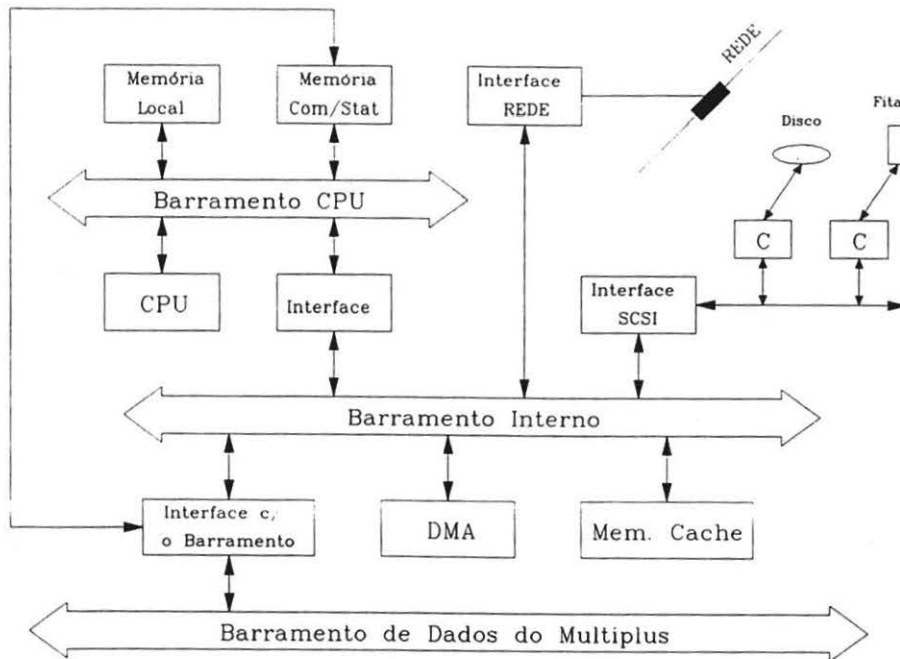 REDE
Memória
Local
Memória
Com/Stat
Interface
REDE
Disco
Fita
Barramento CPU
C
C
CPU
Interface
Interface
SCSI
Barramento Interno
Interface c/
o Barramento
DMA
Mem. Cache
Barramento de Dados do Multiplus